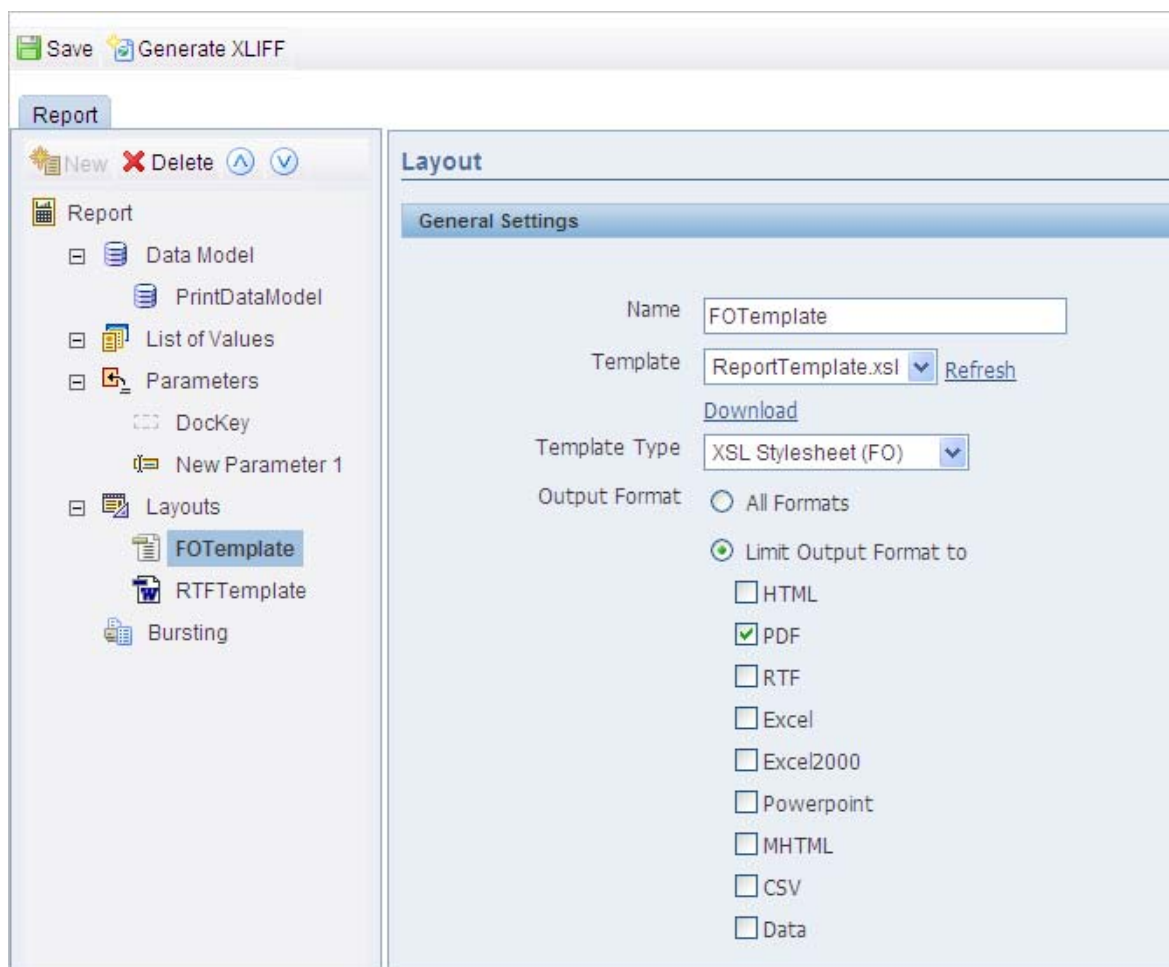 Save Generate XLIFF
Report
New Delete
Report
Data Model
PrintDataModel
List of Values
Parameters
DocKey
New Parameter 1
Layouts
FOTemplate
RTFTemplate
Bursting
Layout
General Settings
Name FOTemplate
Template ReportTemplate.xsl Refresh
Download
Template Type XSL Stylesheet (FO)
Output Format All Formats
Limit Output Format to
HTML
PDF
RTF
Excel
Excel2000
Powerpoint
MHTML
CSV
Data